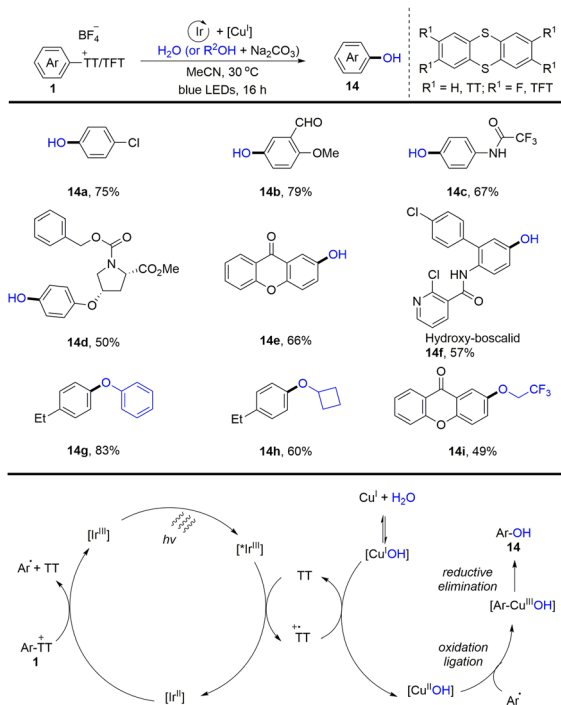 BF₄⁻
Ar
+
TT/TFT
1
Ir + [Cuᴵ]
H₂O (or R²OH + Na₂CO₃)
MeCN, 30 °C
blue LEDs, 16 h
Ar
OH
14
R¹ S R¹
R¹ S R¹
R¹ = H, TT; R¹ = F, TFT
HO Cl
14a, 75%
CHO
HO OMe
14b, 79%
O
CF₃
HO NH
14c, 67%
O
O
N
CO₂Me
HO
O
14d, 50%
O
OH
O
14e, 66%
Cl
OH
Cl HN
N O
Hydroxy-boscalid
14f, 57%
O
Et
14g, 83%
O
Et
14h, 60%
O
O CF₃
O
14i, 49%
Cuᴵ + H₂O
[Irᴵᴵᴵ]
hv
[*Irᴵᴵᴵ]
[CuᴵOH]
Ar-OH
14
Ar• + TT
TT
reductive
elimination
+•
TT
[Ar-CuᴵᴵᴵOH]
+
Ar-TT
1
oxidation
ligation
[Irᴵᴵ]
[CuᴵᴵOH]
Ar•